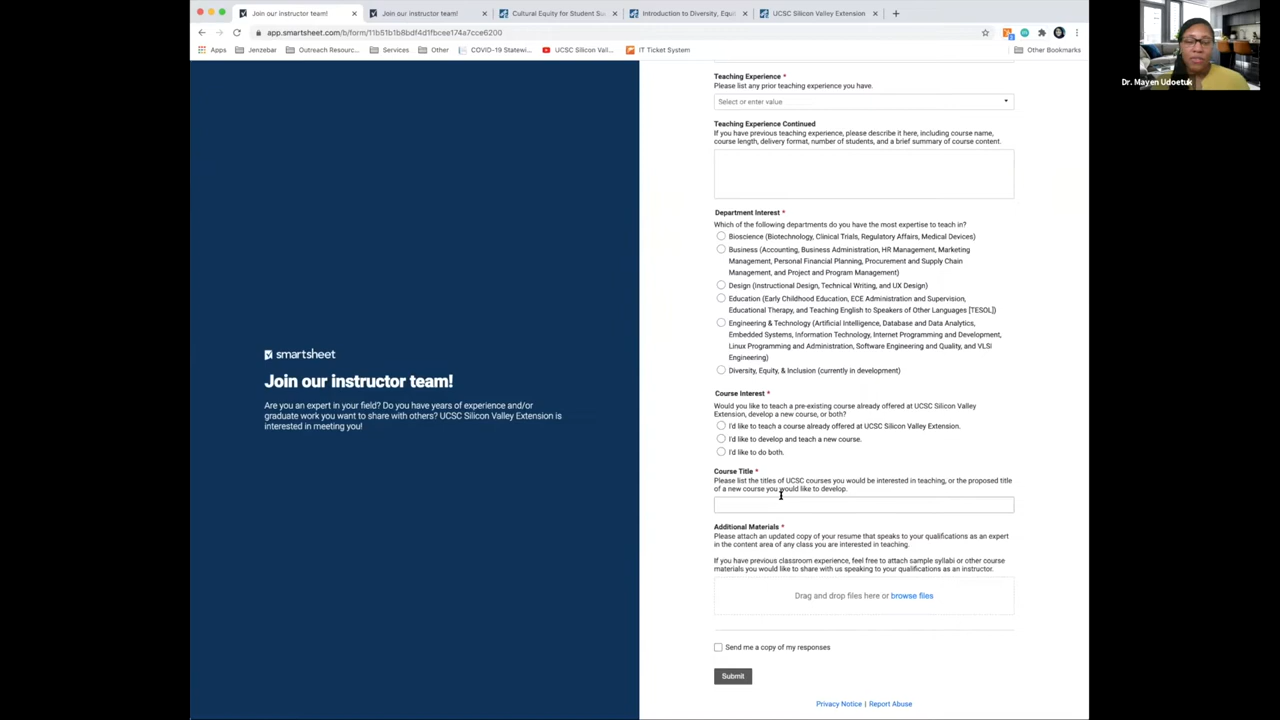 Join our instructor team!
Join our instructor team!
Cultural Equity for Student Su
Introduction to Diversity, Equi
UCSC Silicon Valley Extension
app.smartsheet.com/b/form/11b51b1b8bdf4d1fbcee174a7cce6200
Apps
Jenzebar
Outreach Resourc...
Services
Other
COVID-19 Statewi...
UCSC Silicon Val...
IT Ticket System
Other Bookmarks
Dr. Mayen Udoetuk
smartsheet
Join our instructor team!
Are you an expert in your field? Do you have years of experience and/or
graduate work you want to share with others? UCSC Silicon Valley Extension is
interested in meeting you!
Teaching Experience *
Please list any prior teaching experience you have.
Select or enter value
Teaching Experience Continued
If you have previous teaching experience, please describe it here, including course name,
course length, delivery format, number of students, and a brief summary of course content.
Department Interest *
Which of the following departments do you have the most expertise to teach in?
Bioscience (Biotechnology, Clinical Trials, Regulatory Affairs, Medical Devices)
Business (Accounting, Business Administration, HR Management, Marketing
Management, Personal Financial Planning, Procurement and Supply Chain
Management, and Project and Program Management)
Design (Instructional Design, Technical Writing, and UX Design)
Education (Early Childhood Education, ECE Administration and Supervision,
Educational Therapy, and Teaching English to Speakers of Other Languages [TESOL])
Engineering & Technology (Artificial Intelligence, Database and Data Analytics,
Embedded Systems, Information Technology, Internet Programming and Development,
Linux Programming and Administration, Software Engineering and Quality, and VLSI
Engineering)
Diversity, Equity, & Inclusion (currently in development)
Course Interest *
Would you like to teach a pre-existing course already offered at UCSC Silicon Valley
Extension, develop a new course, or both?
I'd like to teach a course already offered at UCSC Silicon Valley Extension.
I'd like to develop and teach a new course.
I'd like to do both.
Course Title *
Please list the titles of UCSC courses you would be interested in teaching, or the proposed title
of a new course you would like to develop.
Additional Materials *
Please attach an updated copy of your resume that speaks to your qualifications as an expert
in the content area of any class you are interested in teaching.
If you have previous classroom experience, feel free to attach sample syllabi or other course
materials you would like to share with us speaking to your qualifications as an instructor.
Drag and drop files here or browse files
Send me a copy of my responses
Submit
Privacy Notice | Report Abuse